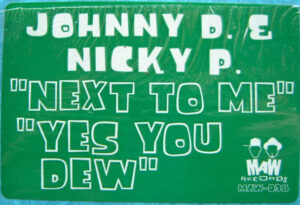 JOHNNY D. &
NICKY P.
"NEXT TO ME"
"YES YOU
DEW"
MAW
RECORDS
MAW-038